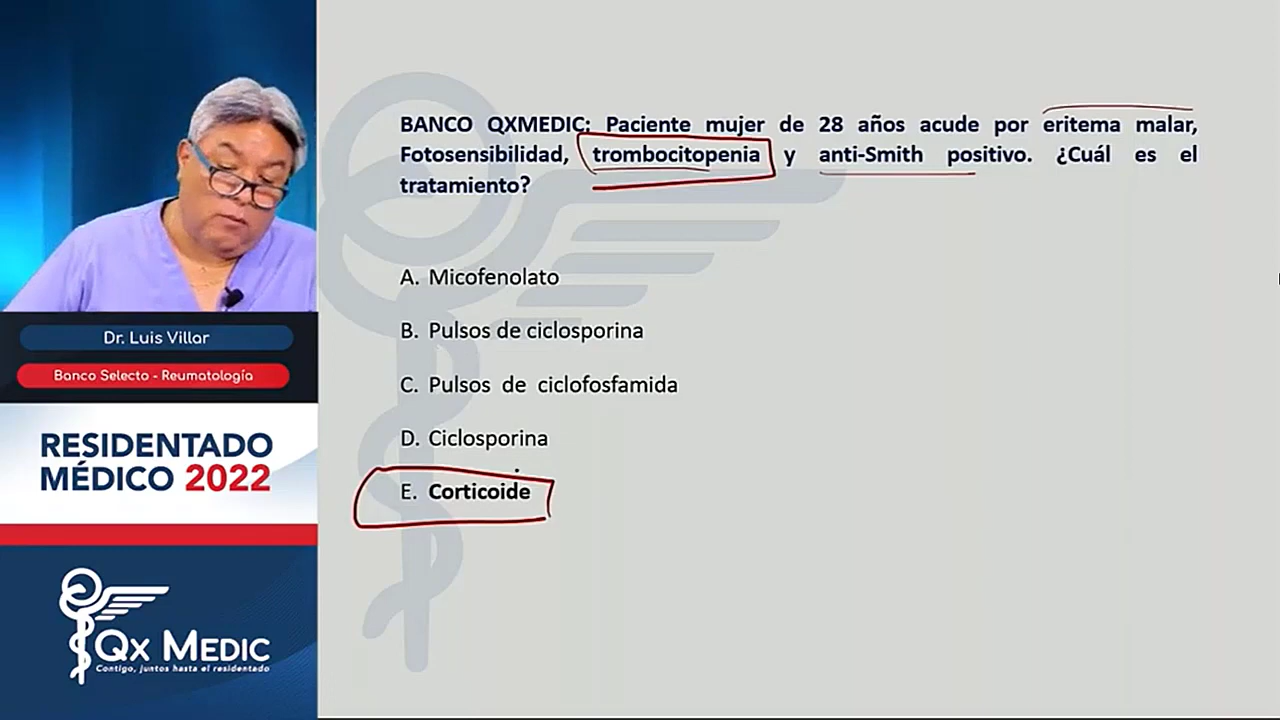 BANCO QXMEDIC: Paciente mujer de 28 años acude por eritema malar,
Fotosensibilidad, trombocitopenia y anti-Smith positivo. ¿Cuál es el
tratamiento?
A. Micofenolato
B. Pulsos de ciclosporina
C. Pulsos de ciclofosfamida
D. Ciclosporina
E. Corticoide
Dr. Luis Villar
Banco Selecto - Reumatología
RESIDENTADO
MÉDICO 2022
Qx MEDIC
Contigo, juntos hasta el residentado